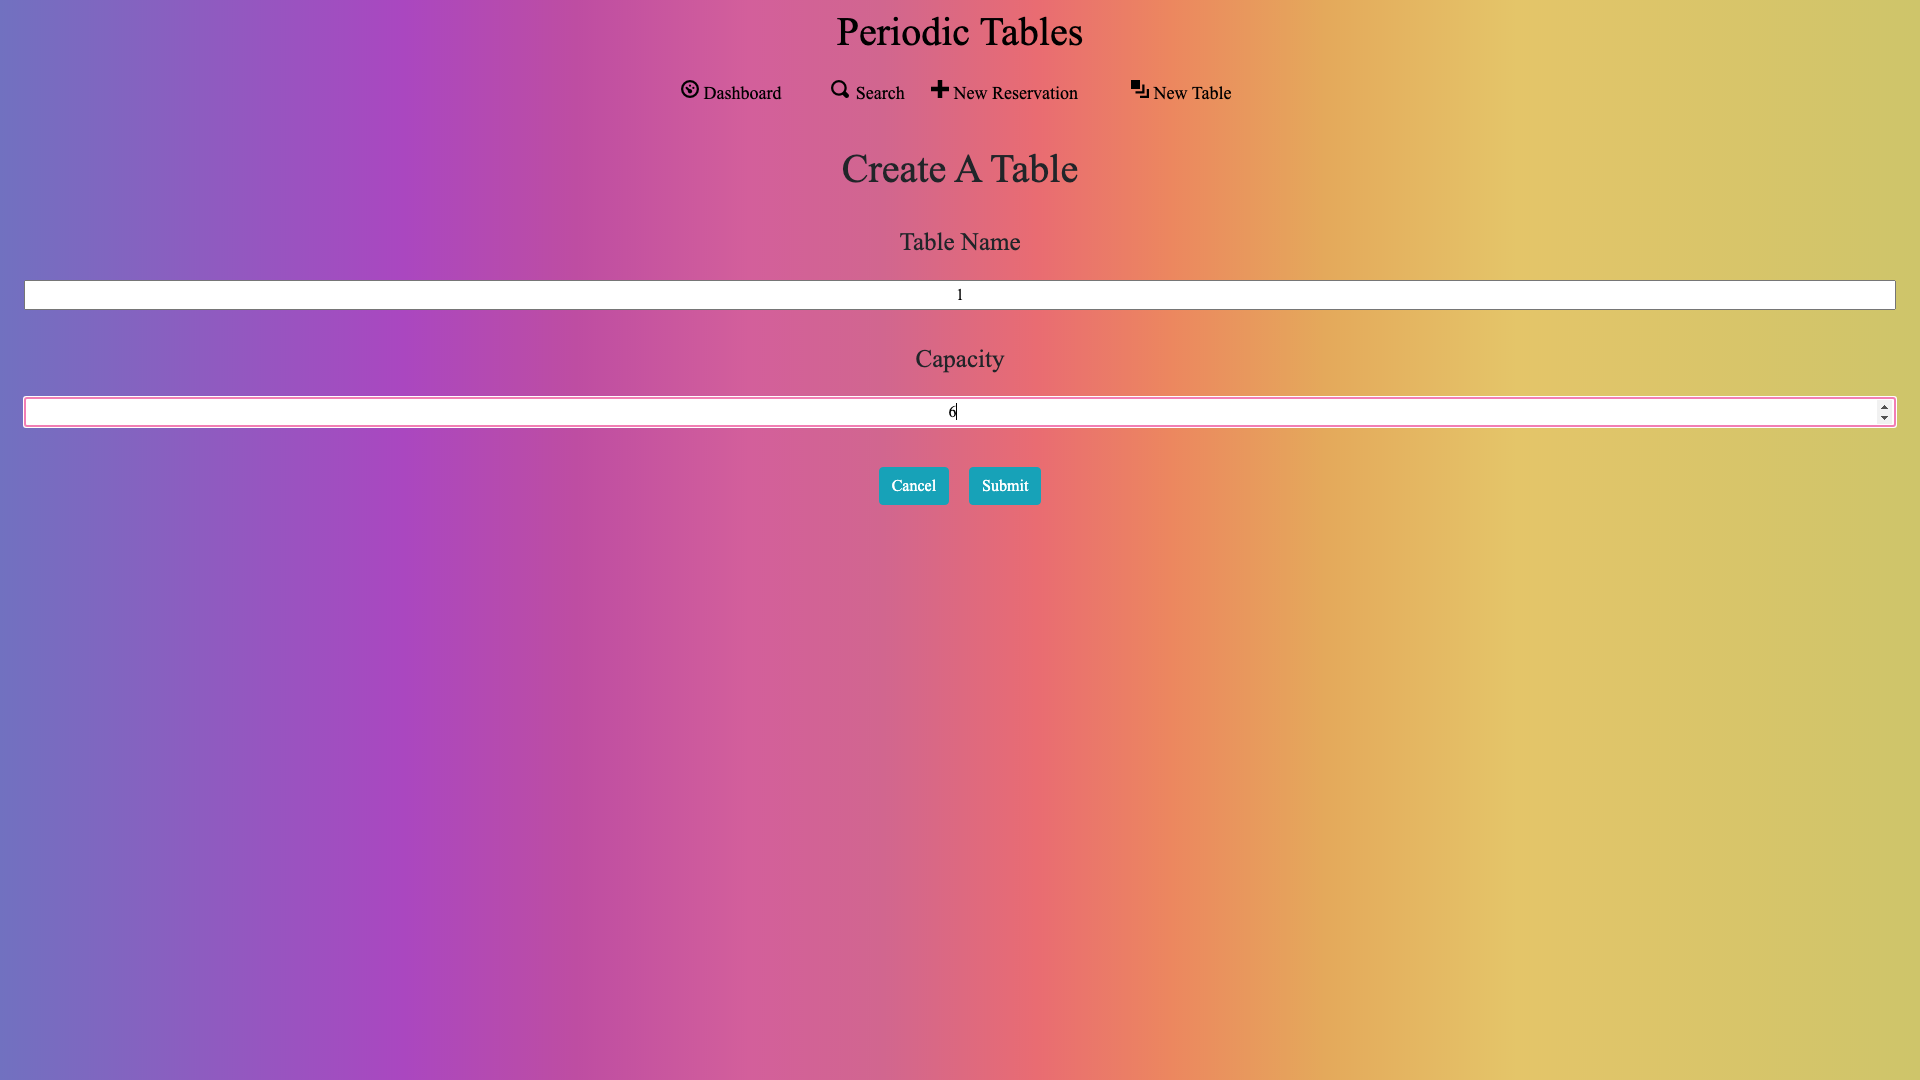 Periodic Tables
Dashboard Search New Reservation New Table
Create A Table
Table Name
1
Capacity
6
Cancel Submit